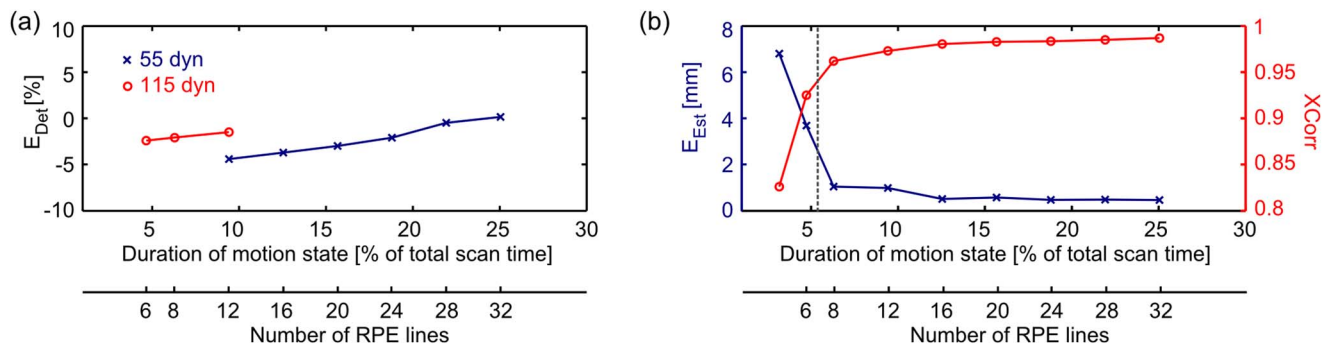 (a)
10
5
0
-5
-10
E_Det [%]
55 dyn
115 dyn
5 10 15 20 25 30
Duration of motion state [% of total scan time]
6 8 12 16 20 24 28 32
Number of RPE lines
(b)
8
6
4
2
0
E_Est [mm]
1
0.95
0.9
0.85
0.8
XCorr
5 10 15 20 25 30
Duration of motion state [% of total scan time]
6 8 12 16 20 24 28 32
Number of RPE lines